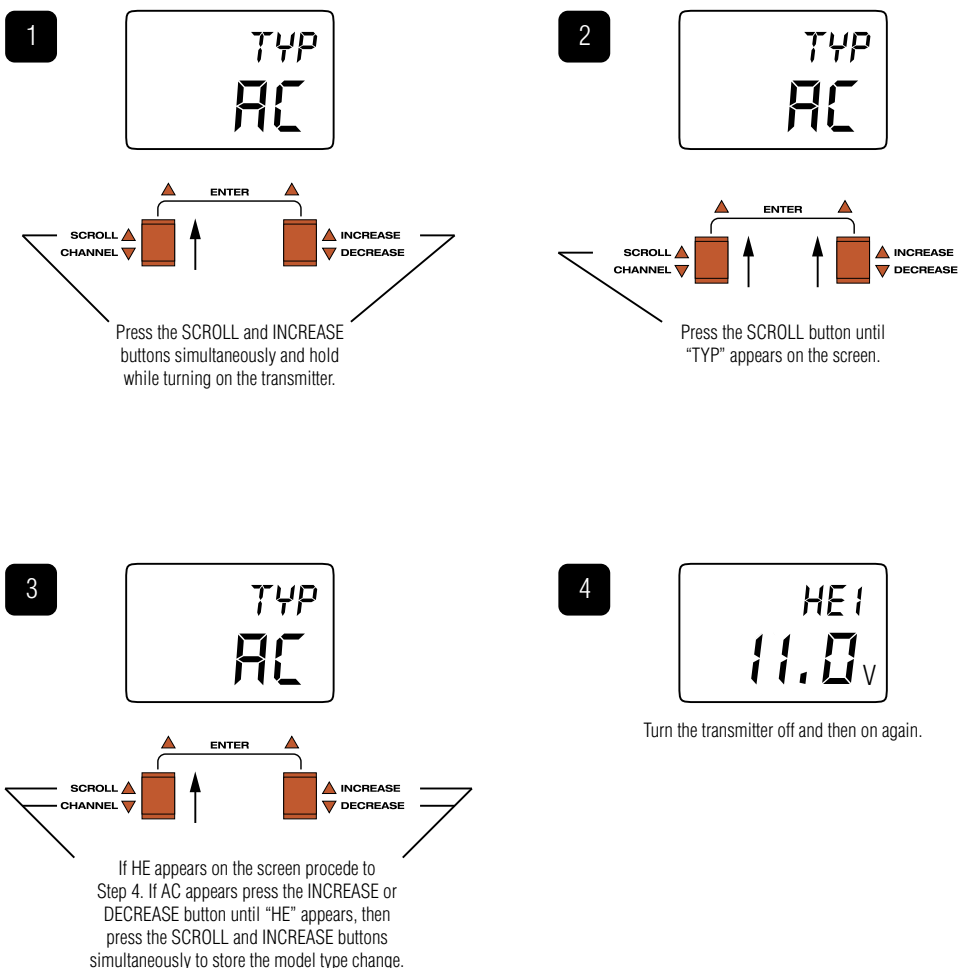 1
TYP
AC
ENTER
SCROLL
CHANNEL
INCREASE
DECREASE
Press the SCROLL and INCREASE
buttons simultaneously and hold
while turning on the transmitter.
2
TYP
AC
ENTER
SCROLL
CHANNEL
INCREASE
DECREASE
Press the SCROLL button until
“TYP” appears on the screen.
3
TYP
AC
ENTER
SCROLL
CHANNEL
INCREASE
DECREASE
If HE appears on the screen procede to
Step 4. If AC appears press the INCREASE or
DECREASE button until “HE” appears, then
press the SCROLL and INCREASE buttons
simultaneously to store the model type change.
4
HE1
11.0 V
Turn the transmitter off and then on again.